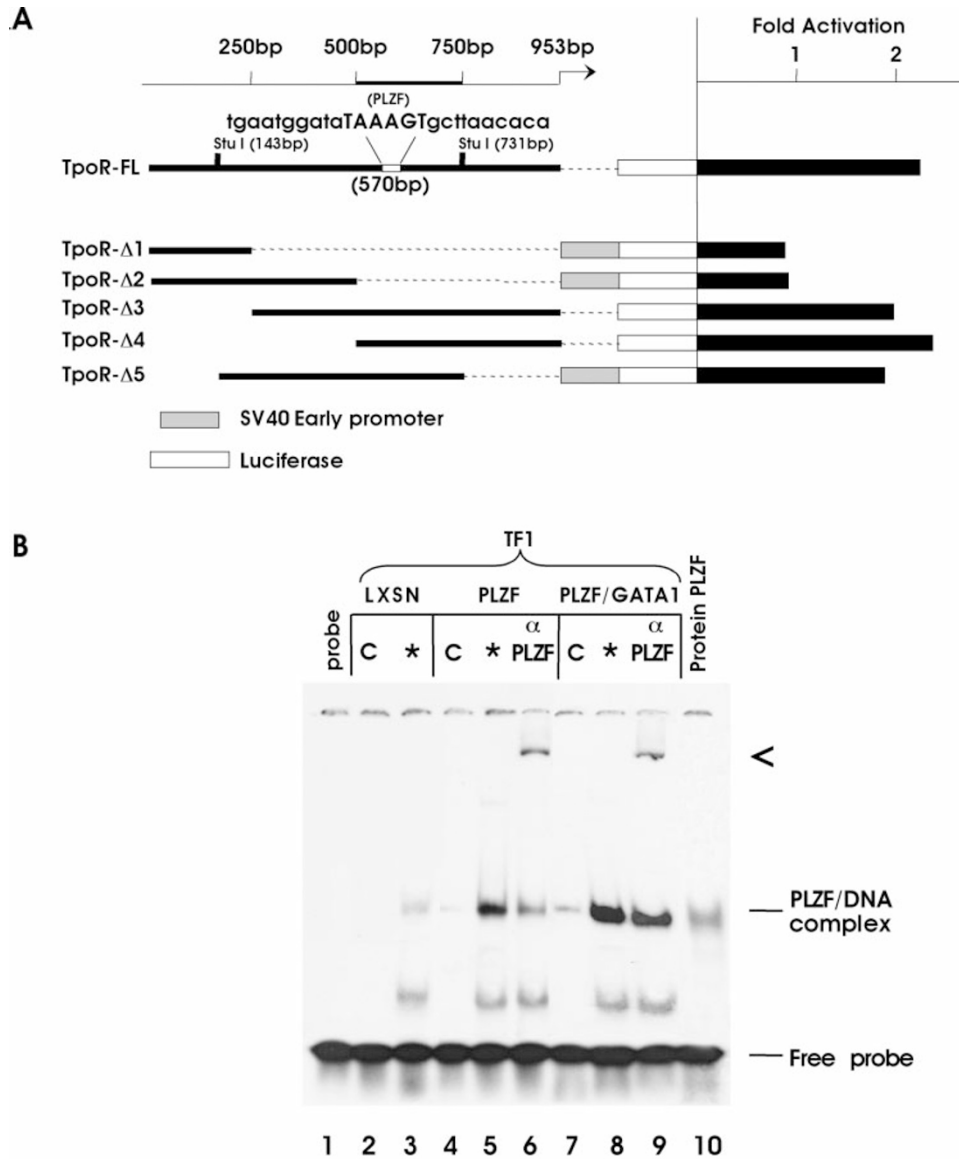 A
Fold Activation
250bp 500bp 750bp 953bp 1 2
(PLZF)
tgaatggataTAAAGTgcttaacaca
Stu I (143bp) Stu I (731bp)
TpoR-FL
(570bp)
TpoR-Δ1
TpoR-Δ2
TpoR-Δ3
TpoR-Δ4
TpoR-Δ5
SV40 Early promoter
Luciferase
B
TF1
LXSN PLZF PLZF/GATA1
probe C * C * α PLZF C * α PLZF Protein PLZF
<
PLZF/DNA
complex
Free probe
1 2 3 4 5 6 7 8 9 10